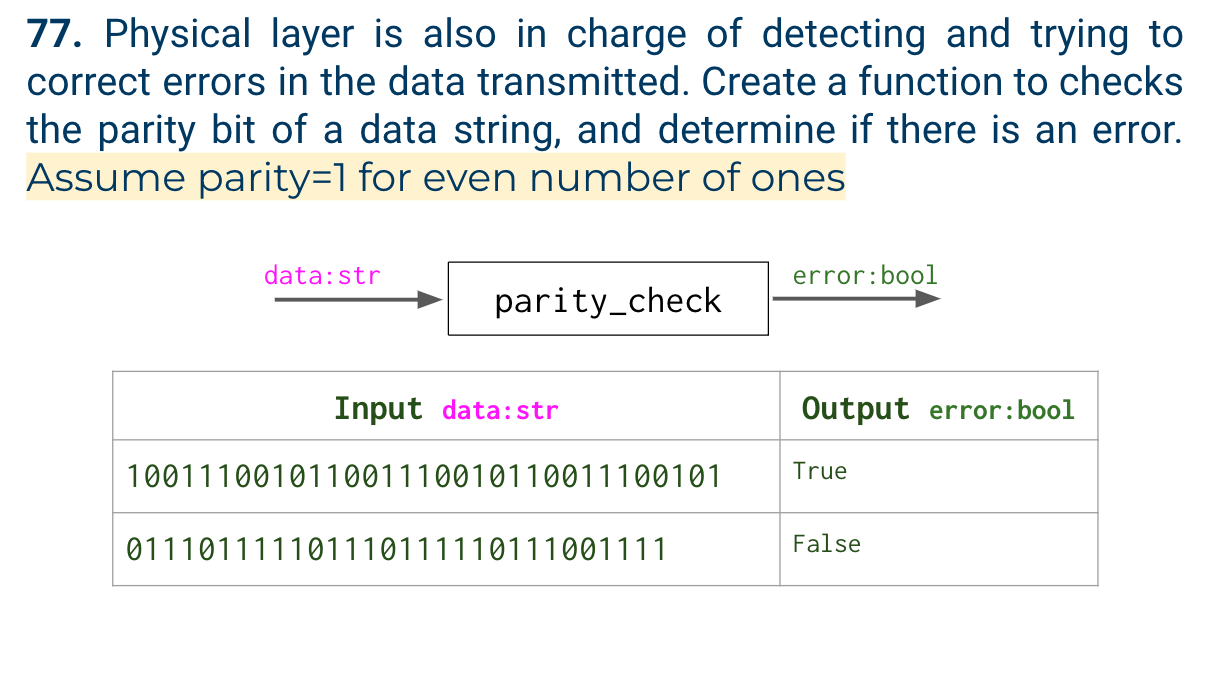 77. Physical layer is also in charge of detecting and trying to
correct errors in the data transmitted. Create a function to checks
the parity bit of a data string, and determine if there is an error.
Assume parity=1 for even number of ones
data:str
parity_check
error:bool
Input data:str
Output error:bool
100111001011001110010110011100101
True
011101111101110111110111001111
False